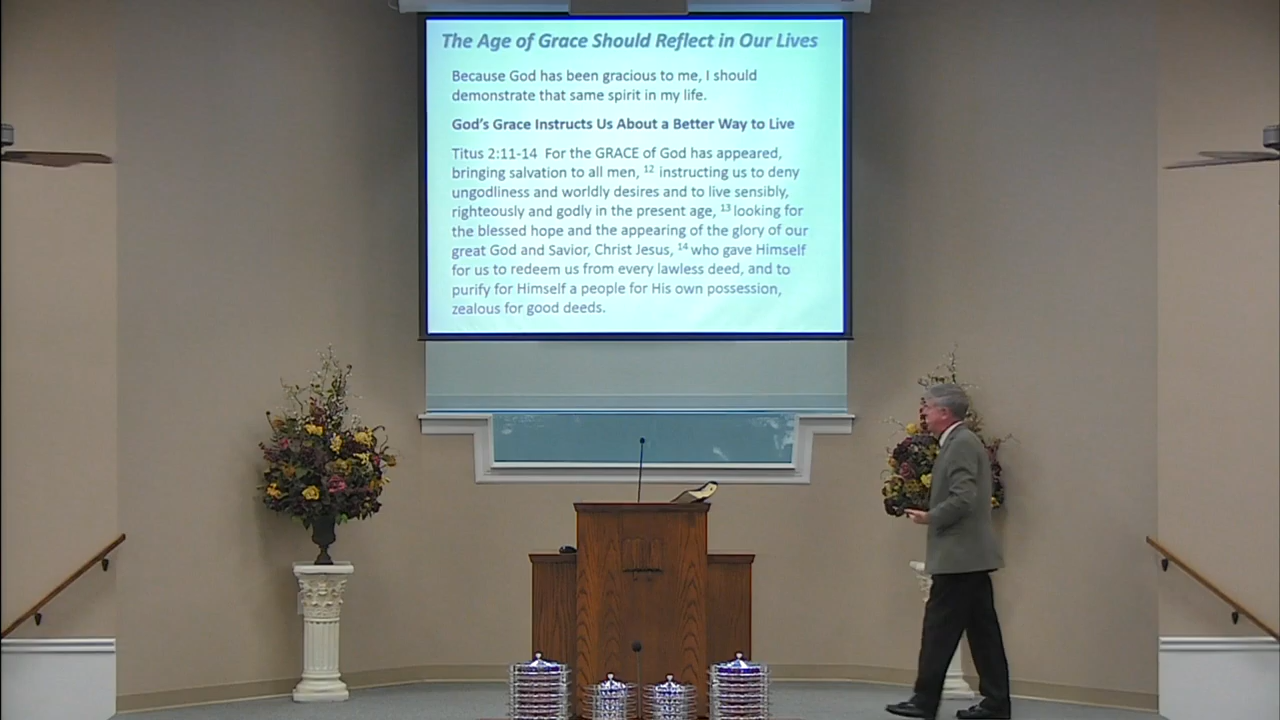 The Age of Grace Should Reflect in Our Lives
Because God has been gracious to me, I should
demonstrate that same spirit in my life.
God's Grace Instructs Us About a Better Way to Live
Titus 2:11-14 For the GRACE of God has appeared,
bringing salvation to all men, 12 instructing us to deny
ungodliness and worldly desires and to live sensibly,
righteously and godly in the present age, 13 looking for
the blessed hope and the appearing of the glory of our
great God and Savior, Christ Jesus, 14 who gave Himself
for us to redeem us from every lawless deed, and to
purify for Himself a people for His own possession,
zealous for good deeds.